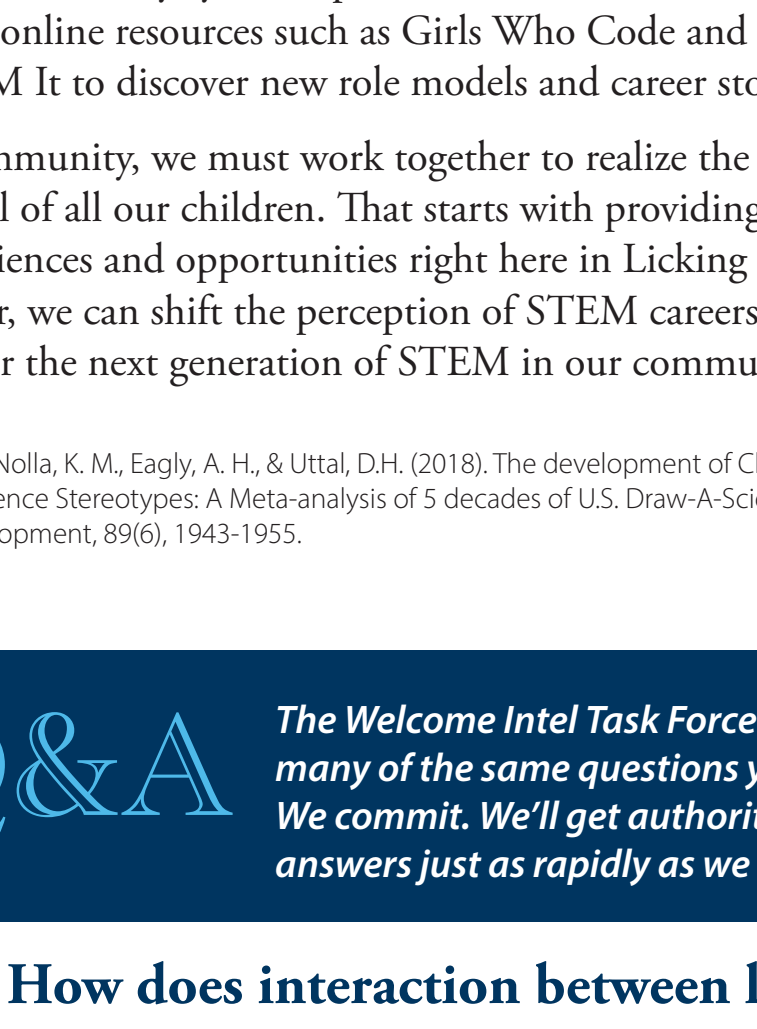 online resources such as Girls Who Code and
M It to discover new role models and career sto
mmunity, we must work together to realize the
l of all our children. That starts with providing
iences and opportunities right here in Licking
r, we can shift the perception of STEM careers
r the next generation of STEM in our commu
Nolla, K. M., Eagly, A. H., & Uttal, D.H. (2018). The development of C
ence Stereotypes: A Meta-analysis of 5 decades of U.S. Draw-A-Sci
opment, 89(6), 1943-1955.
Q&A
The Welcome Intel Task Force
many of the same questions y
We commit. We’ll get authorit
answers just as rapidly as we
How does interaction between l